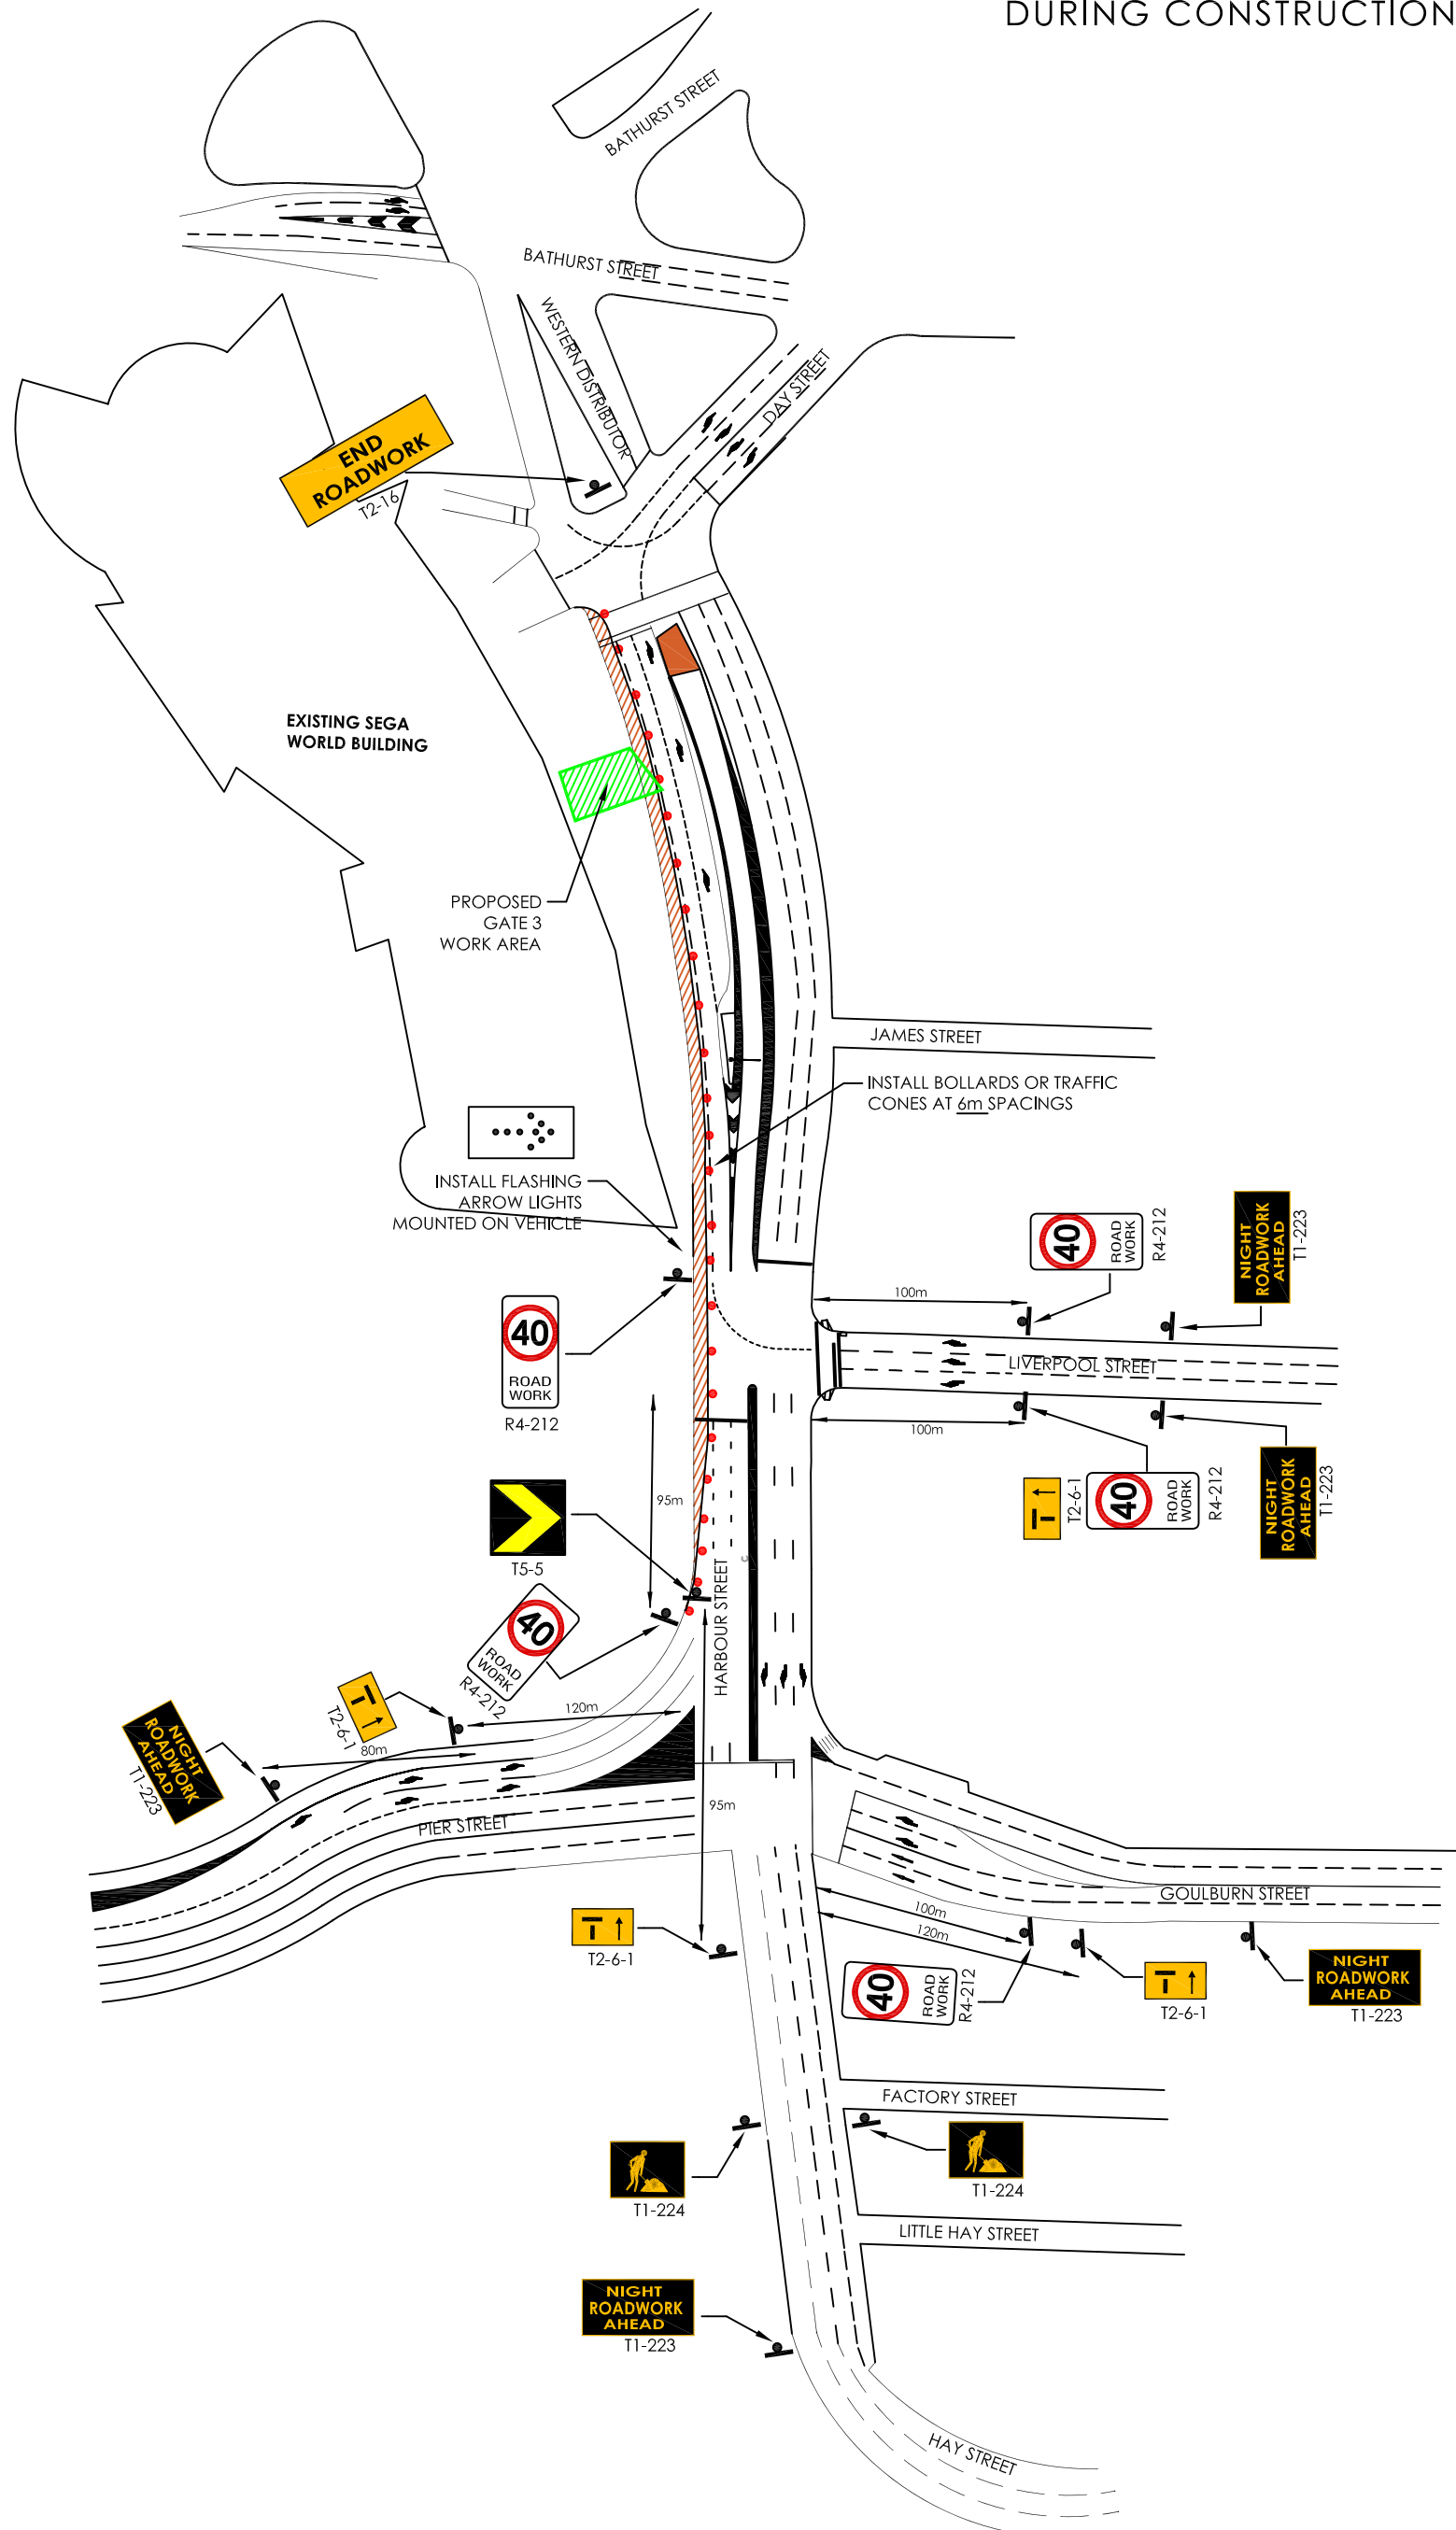 DURING CONSTRUCTION
BATHURST STREET
BATHURST STREET
WESTERN DISTRIBUTOR
DAY STREET
END
ROADWORK
T2-16
EXISTING SEGA
WORLD BUILDING
PROPOSED
GATE 3
WORK AREA
JAMES STREET
INSTALL BOLLARDS OR TRAFFIC
CONES AT 6m SPACINGS
INSTALL FLASHING
ARROW LIGHTS
MOUNTED ON VEHICLE
40
ROAD
WORK
R4-212
NIGHT
ROADWORK
AHEAD
T1-223
100m
40
ROAD
WORK
R4-212
LIVERPOOL STREET
100m
T
T2-6-1
40
ROAD
WORK
R4-212
NIGHT
ROADWORK
AHEAD
T1-223
95m
T5-5
HARBOUR STREET
40
ROAD
WORK
R4-212
T2-6-1
120m
80m
NIGHT
ROADWORK
AHEAD
T1-223
PIER STREET
95m
GOULBURN STREET
100m
120m
T2-6-1
40
ROAD
WORK
R4-212
T2-6-1
NIGHT
ROADWORK
AHEAD
T1-223
FACTORY STREET
T1-224
T1-224
LITTLE HAY STREET
NIGHT
ROADWORK
AHEAD
T1-223
HAY STREET